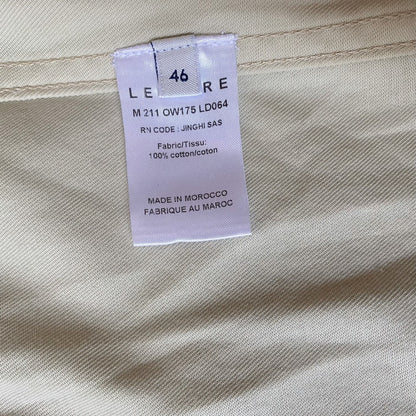 46
LE RE
M 211 OW175 LD064
RN CODE : JINGHI SAS
Fabric/Tissu:
100% cotton/coton
MADE IN MOROCCO
FABRIQUE AU MAROC